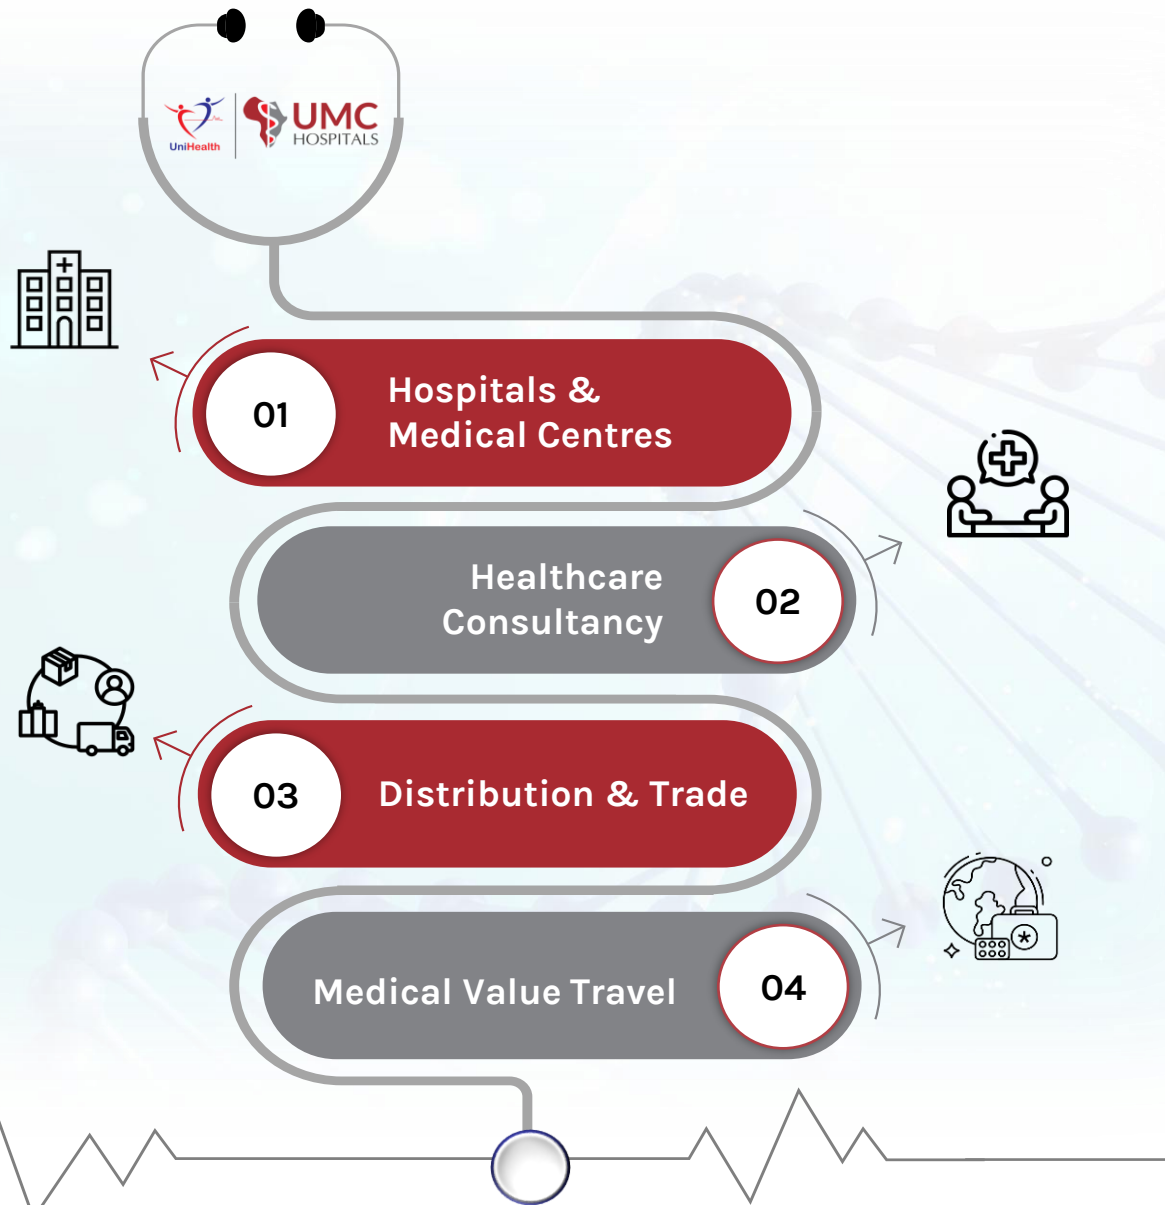 UniHealth
UMC
HOSPITALS
01
Hospitals &
Medical Centres
Healthcare
Consultancy
02
03
Distribution & Trade
Medical Value Travel
04